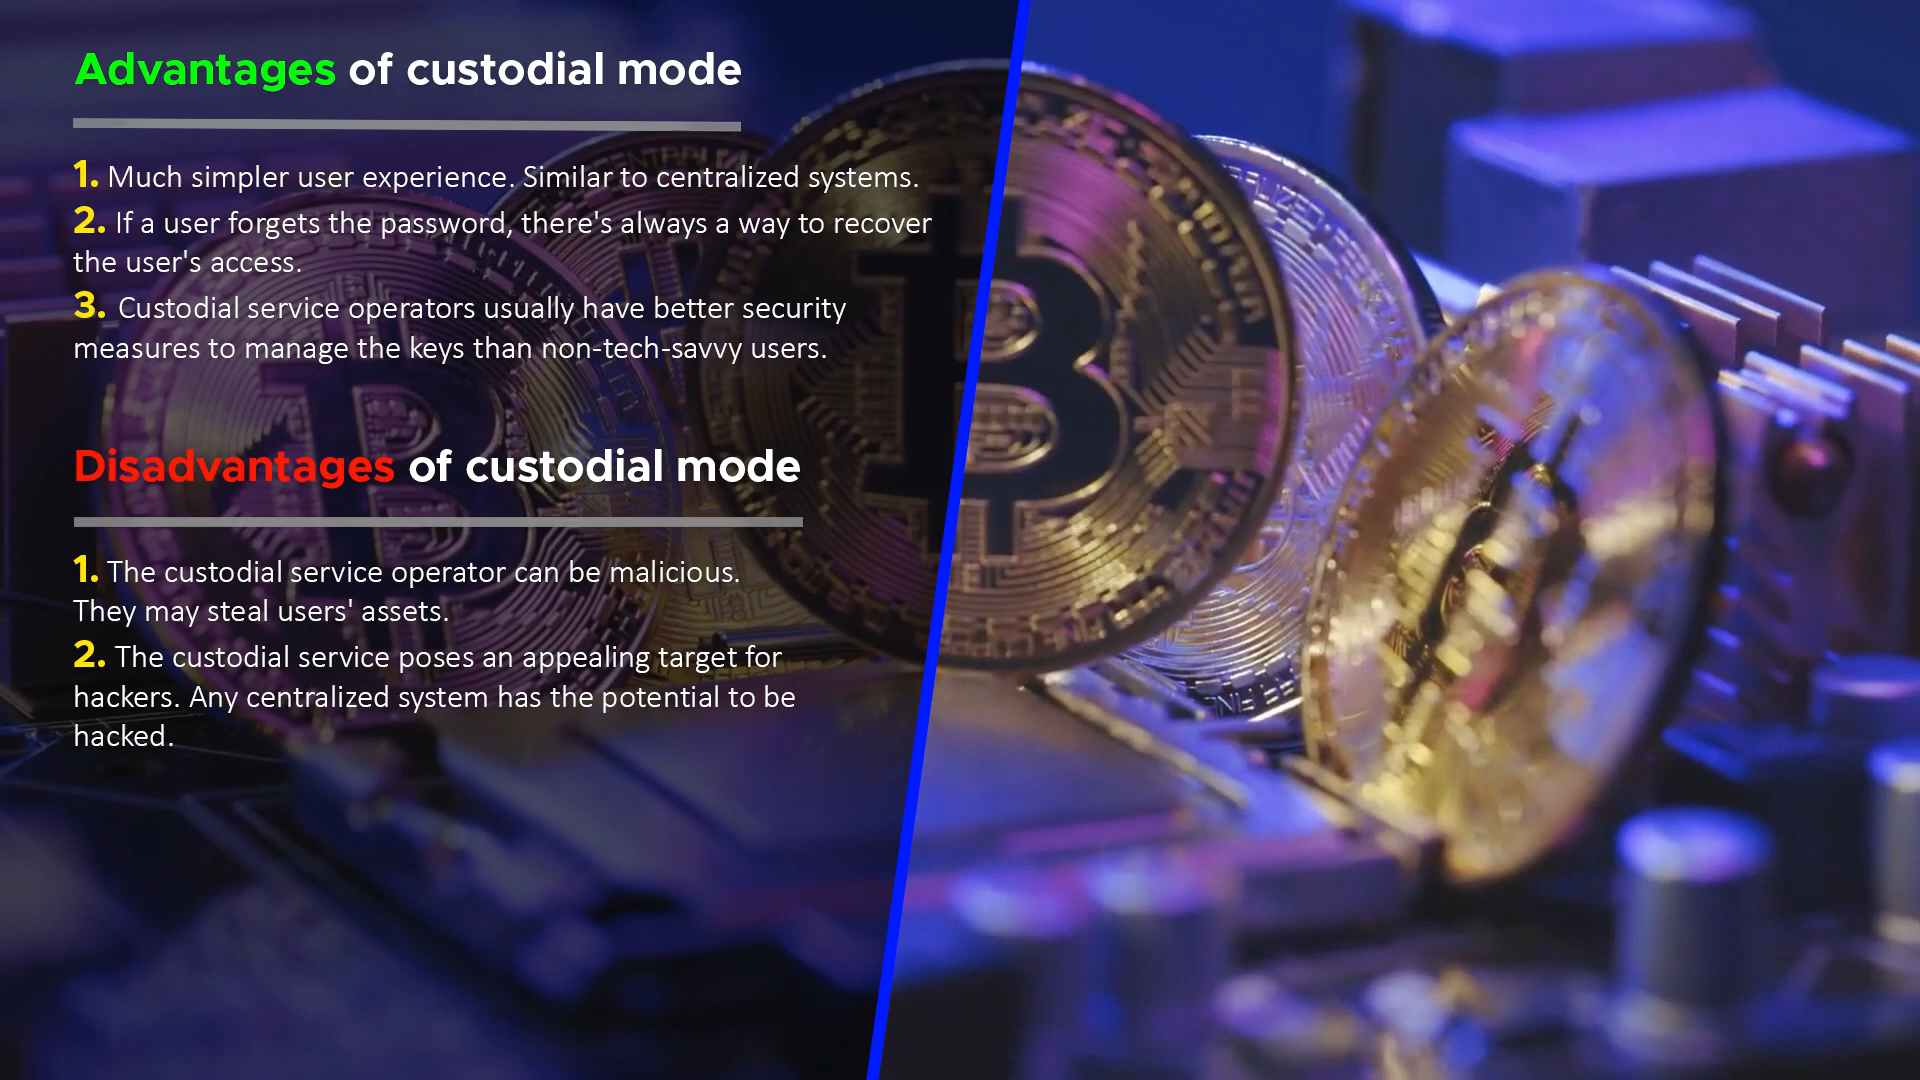 Advantages of custodial mode
1. Much simpler user experience. Similar to centralized systems.
2. If a user forgets the password, there's always a way to recover
the user's access.
3. Custodial service operators usually have better security
measures to manage the keys than non-tech-savvy users.
Disadvantages of custodial mode
1. The custodial service operator can be malicious.
They may steal users' assets.
2. The custodial service poses an appealing target for
hackers. Any centralized system has the potential to be
hacked.